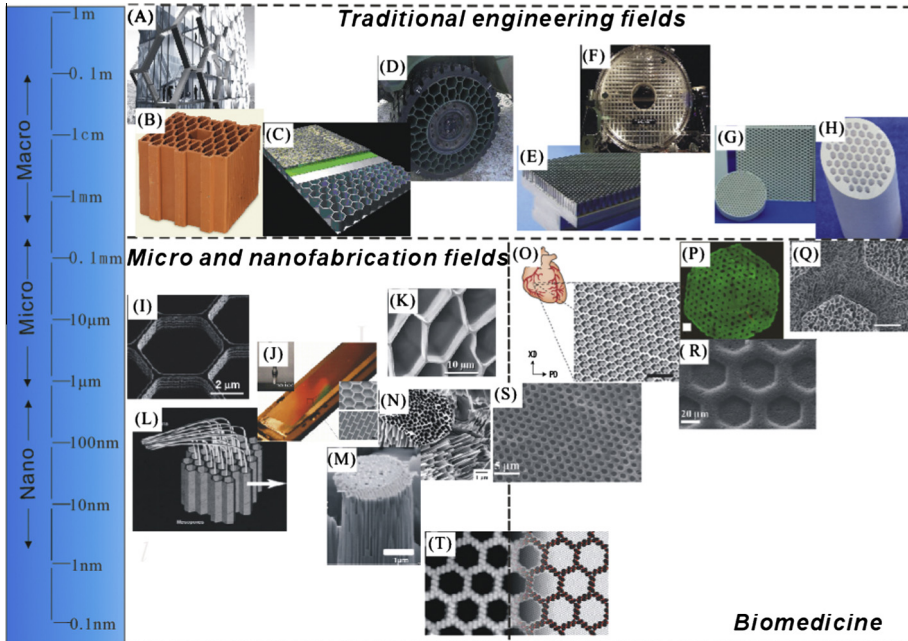 1m
0.1m
1cm
1mm
0.1mm
10μm
1μm
100nm
10nm
1nm
0.1nm
Macro
Micro
Nano
Traditional engineering fields
(A)
(B)
(C)
(D)
(E)
(F)
(G)
(H)
Micro and nanofabrication fields
(I)
2 μm
(J)
(K)
10 μm
(L)
Mesoporous
(M)
1μm
(N)
(O)
XD
PD
(P)
(Q)
(R)
20 μm
(S)
5 μm
(T)
Biomedicine